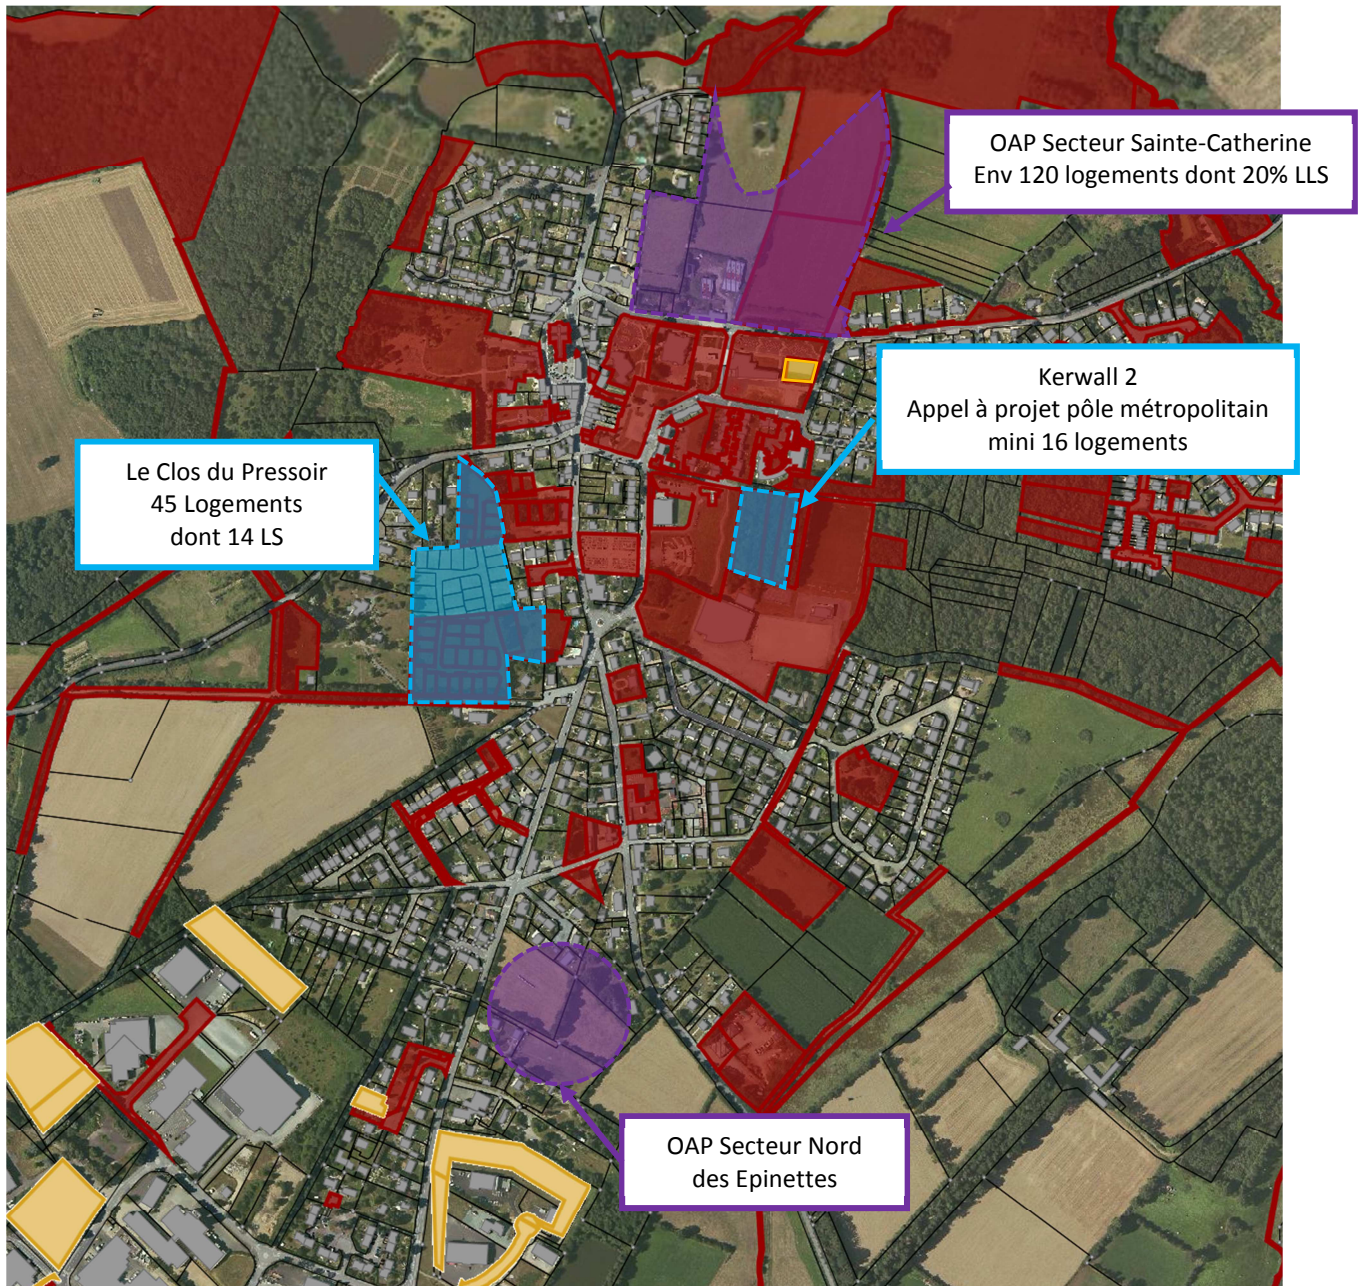 OAP Secteur Sainte-Catherine
Env 120 logements dont 20% LLS
Kerwall 2
Appel à projet pôle métropolitain
mini 16 logements
Le Clos du Pressoir
45 Logements
dont 14 LS
OAP Secteur Nord
des Epinettes